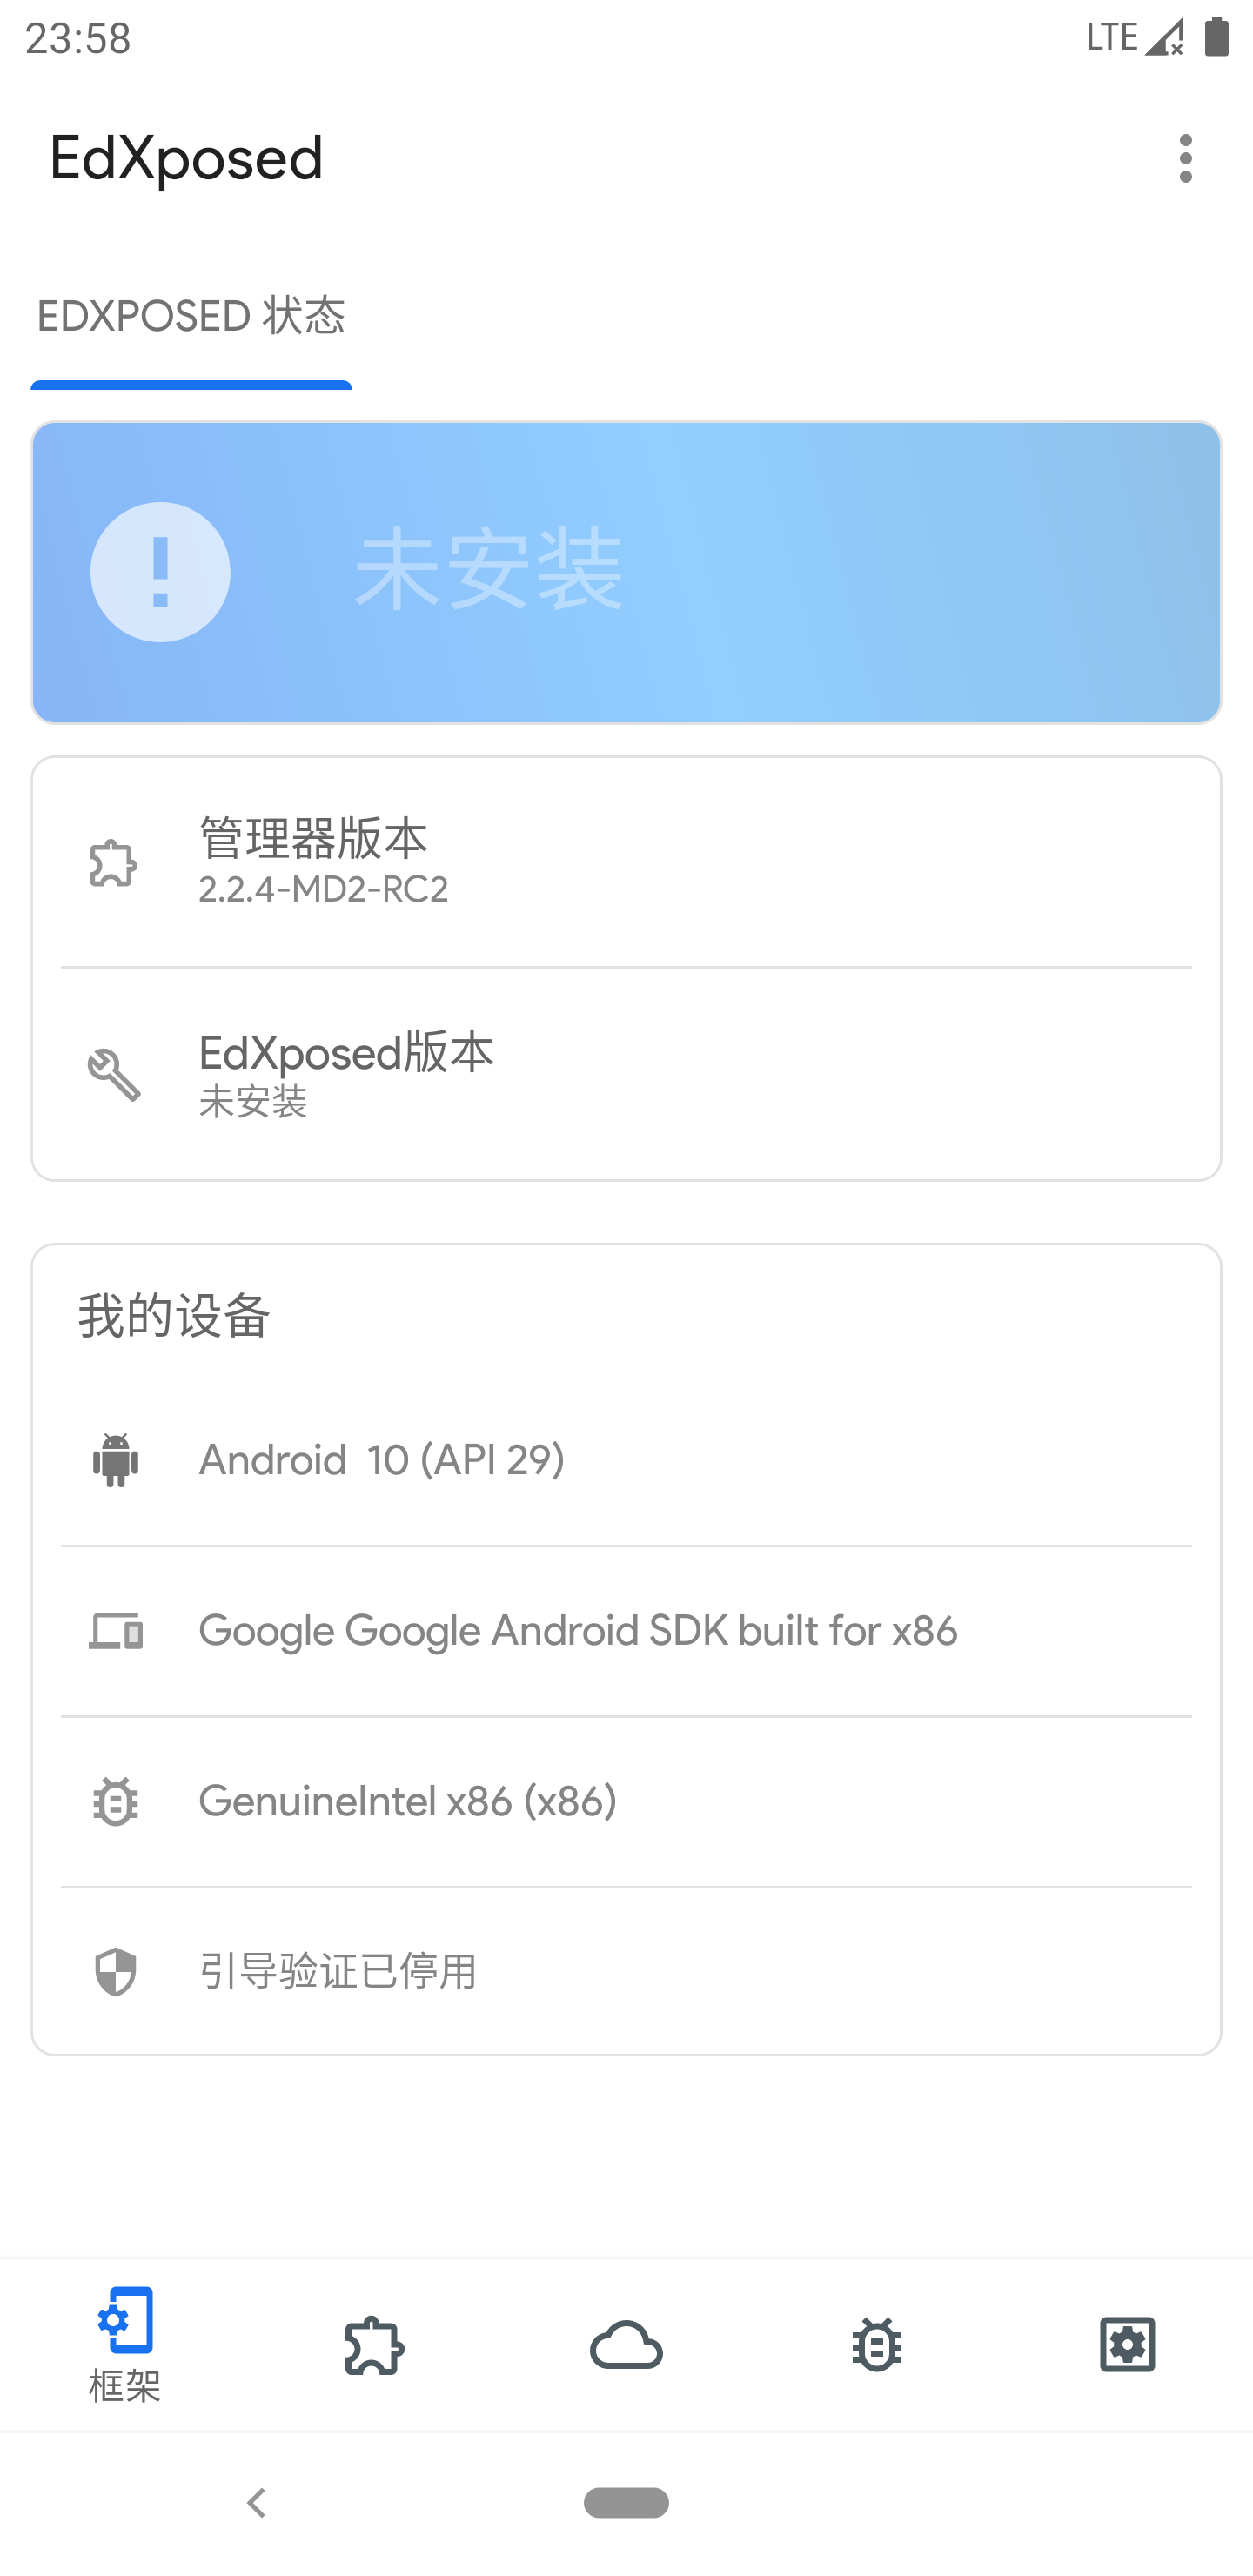 23:58
LTE
EdXposed
EDXPOSED 状态
未安装
管理器版本
2.2.4-MD2-RC2
EdXposed版本
未安装
我的设备
Android  10 (API 29)
Google Google Android SDK built for x86
GenuineIntel x86 (x86)
引导验证已停用
框架